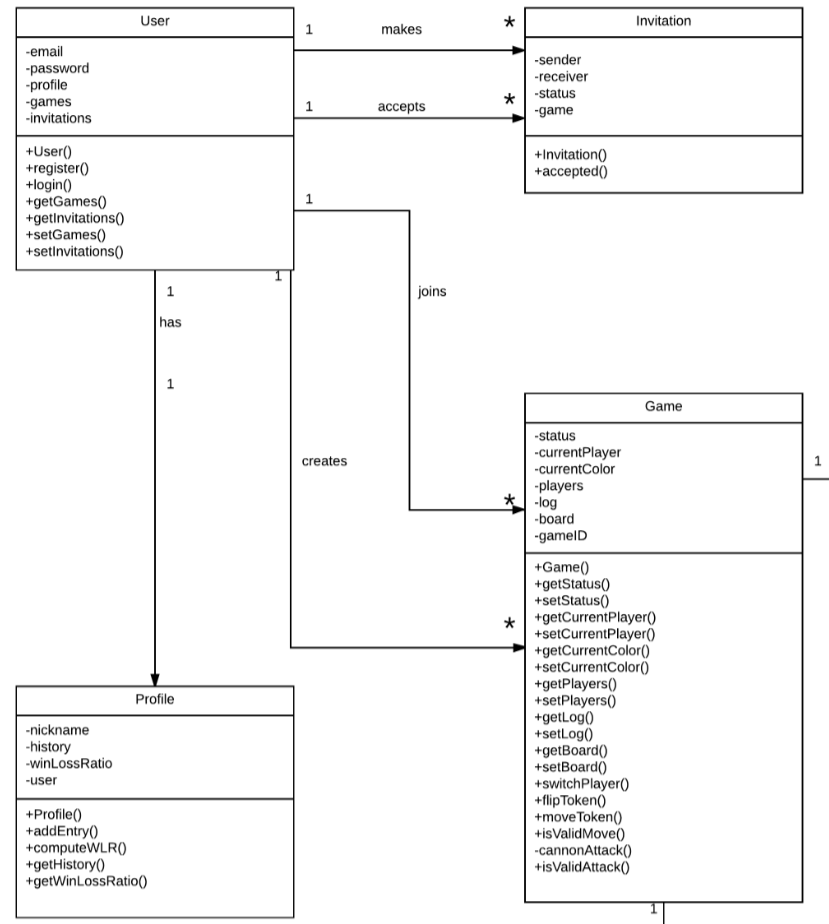 User
-email
-password
-profile
-games
-invitations
+User()
+register()
+login()
+getGames()
+getInvitations()
+setGames()
+setInvitations()
1
makes
*
1
accepts
*
Invitation
-sender
-receiver
-status
-game
+Invitation()
+accepted()
1
joins
*
1
creates
*
1
has
1
Game
-status
-currentPlayer
-currentColor
-players
-log
-board
-gameID
+Game()
+getStatus()
+setStatus()
+getCurrentPlayer()
+setCurrentPlayer()
+getCurrentColor()
+setCurrentColor()
+getPlayers()
+setPlayers()
+getLog()
+setLog()
+getBoard()
+setBoard()
+switchPlayer()
+flipToken()
+moveToken()
+isValidMove()
-cannonAttack()
+isValidAttack()
1
1
Profile
-nickname
-history
-winLossRatio
-user
+Profile()
+addEntry()
+computeWLR()
+getHistory()
+getWinLossRatio()